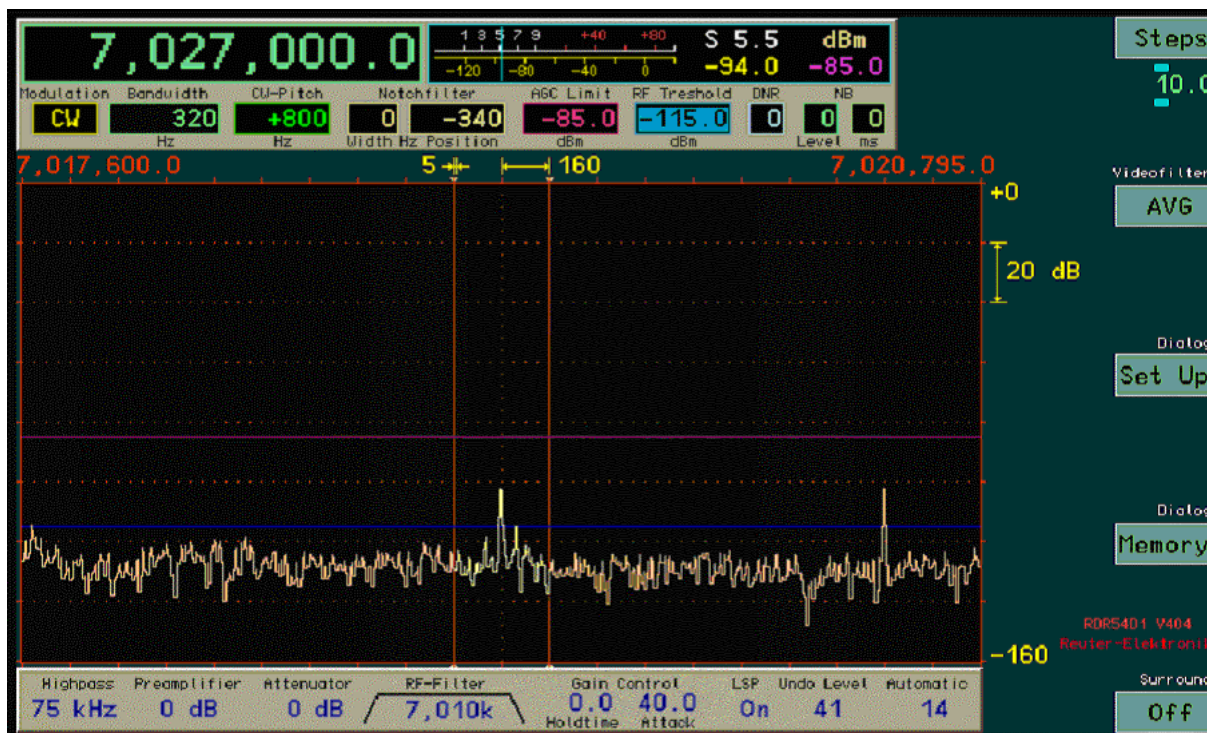 7,027,000.0
1 3 5 7 9 +40 +80 S 5.5 dBm
-120 -80 -40 0 -94.0 -85.0
Steps
10.0
Modulation Bandwidth CW-Pitch Notchfilter AGC Limit RF Treshold DNR NB
CW 320 +800 0 -340 -85.0 -115.0 0 0 0
Hz Hz Width Hz Position dBm dBm Level ms
7,017,600.0 5 160 7,020,795.0
+0
Videofilter
AVG
20 dB
Dialog
Set Up
Dialog
Memory
RDR54D1 V404
Reuter-Elektronik
-160
Surround
Off
Highpass Preamplifier Attenuator RF-Filter Gain Control LSP Undo Level Automatic
75 kHz 0 dB 0 dB 7,010k 0.0 40.0 On 41 14
Holdtime Attack